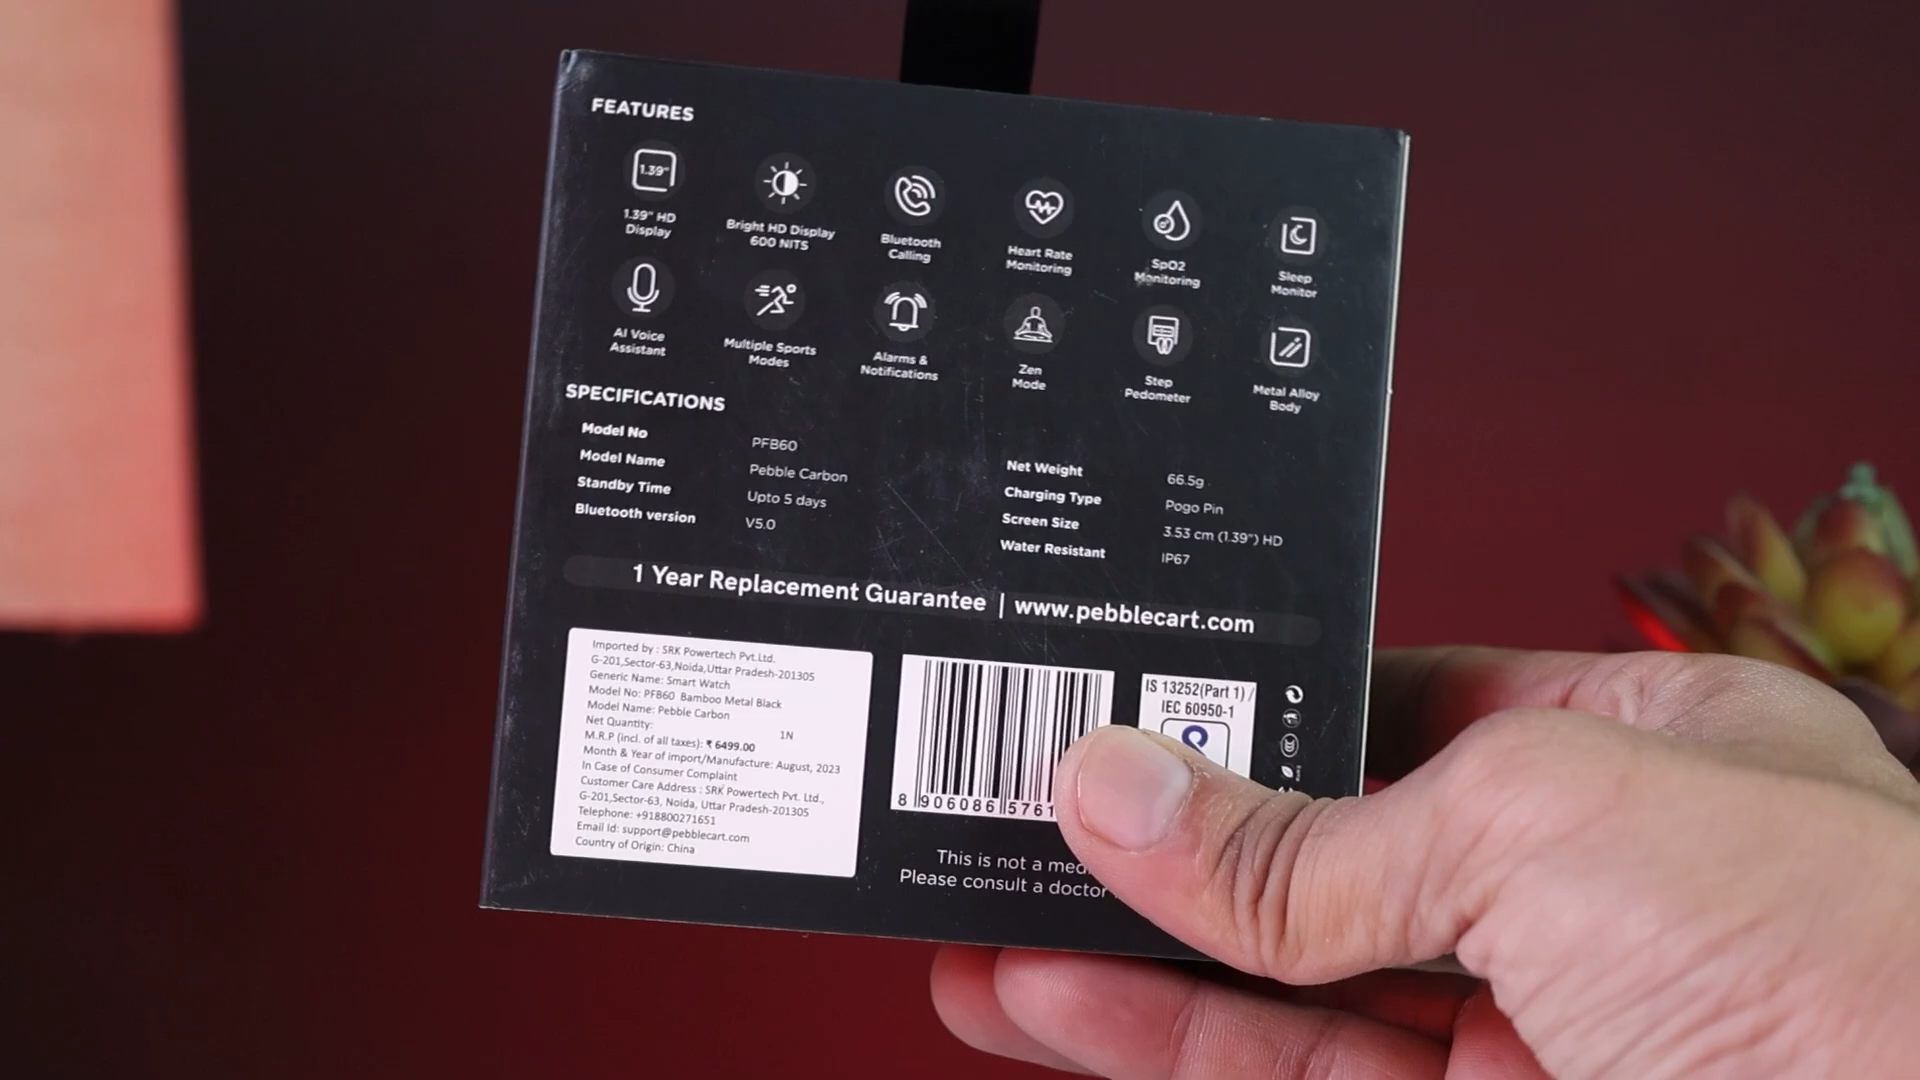 FEATURES
1.39"
1.39" HD
Display
Bright HD Display
600 NITS
Bluetooth
Calling
Heart Rate
Monitoring
SpO2
Monitoring
Sleep
Monitor
AI Voice
Assistant
Multiple Sports
Modes
Alarms &
Notifications
Zen
Mode
Step
Pedometer
Metal Alloy
Body
SPECIFICATIONS
Model No PFB60
Model Name Pebble Carbon
Standby Time Upto 5 days
Bluetooth version V5.0
Net Weight 66.5g
Charging Type Pogo Pin
Screen Size 3.53 cm (1.39") HD
Water Resistant IP67
1 Year Replacement Guarantee | www.pebblecart.com
Imported by : SRK Powertech Pvt.Ltd.
G-201,Sector-63,Noida,Uttar Pradesh-201305
Generic Name: Smart Watch
Model No: PFB60 Bamboo Metal Black
Model Name: Pebble Carbon
Net Quantity: 1N
M.R.P (incl. of all taxes): ₹ 6499.00
Month & Year of import/Manufacture: August, 2023
In Case of Consumer Complaint
Customer Care Address : SRK Powertech Pvt. Ltd.,
G-201,Sector-63, Noida, Uttar Pradesh-201305
Telephone: +918800271651
Email Id: support@pebblecart.com
Country of Origin: China
8 906086 5761
IS 13252(Part 1) /
IEC 60950-1
This is not a
Please consult a doctor